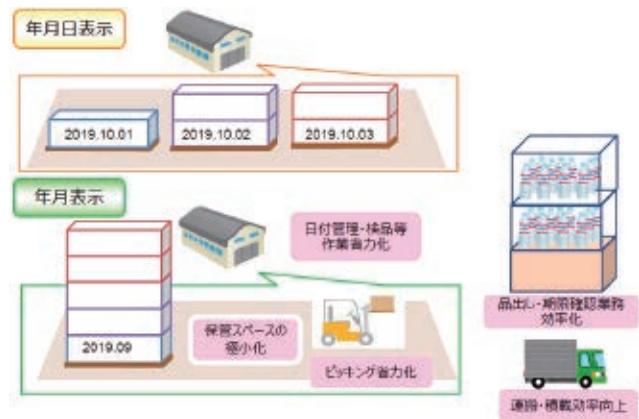 年月日表示
2019.10.01
2019.10.02
2019.10.03
年月表示
日付管理・検品等
作業省力化
保管スペースの
極小化
2019.09
ピッキング省力化
品出し・期限確認業務
効率化
運搬・積載効率向上